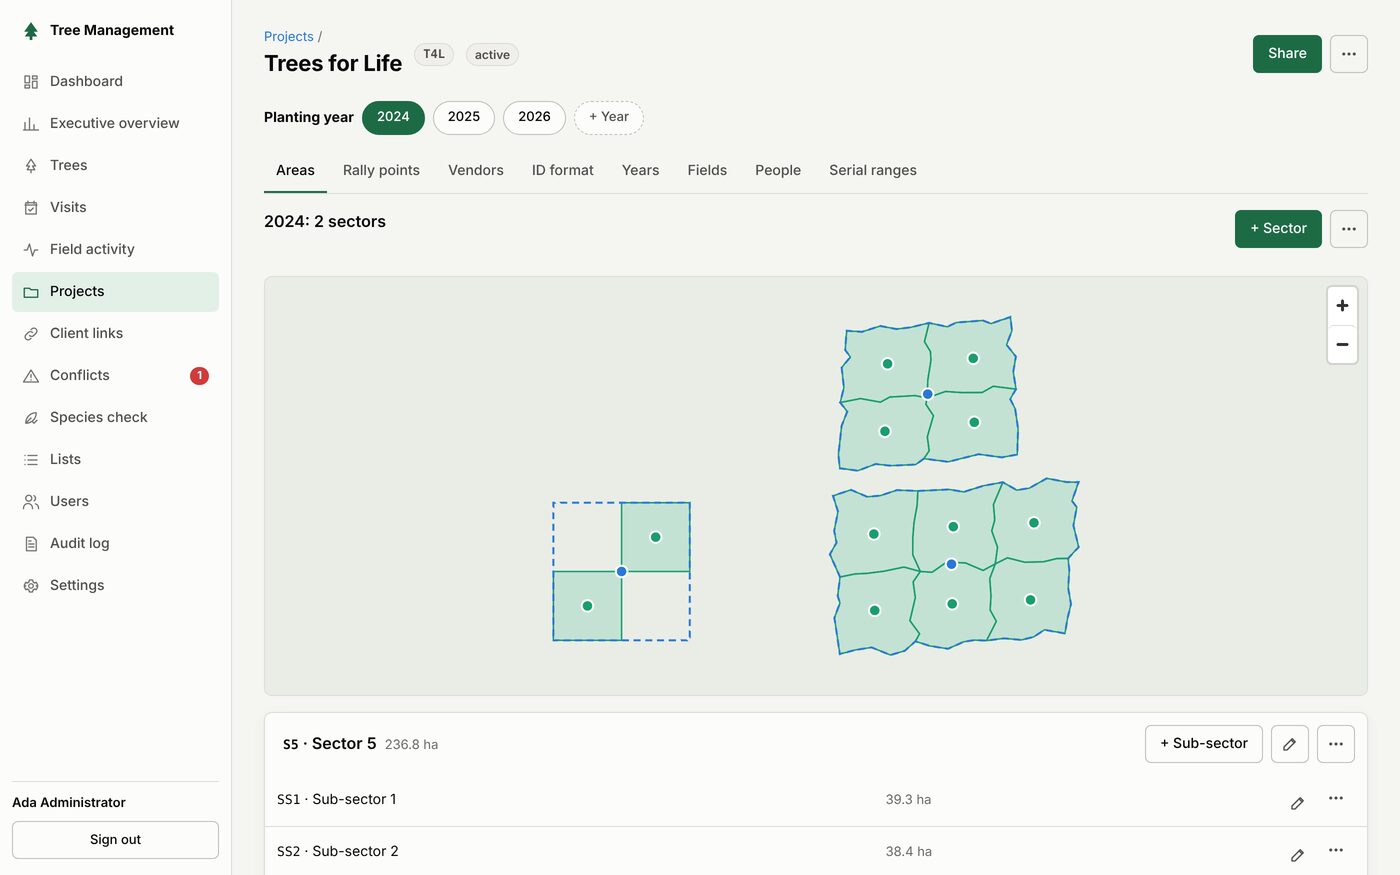 Tree Management
Dashboard
Executive overview
Trees
Visits
Field activity
Projects
Client links
Conflicts 1
Species check
Lists
Users
Audit log
Settings
Ada Administrator
Sign out
Projects /
Trees for Life T4L active
Share ···
Planting year 2024 2025 2026 + Year
Areas Rally points Vendors ID format Years Fields People Serial ranges
2024: 2 sectors
+ Sector ···
+
−
S5 · Sector 5 236.8 ha
+ Sub-sector ···
SS1 · Sub-sector 1 39.3 ha ···
SS2 · Sub-sector 2 38.4 ha ···